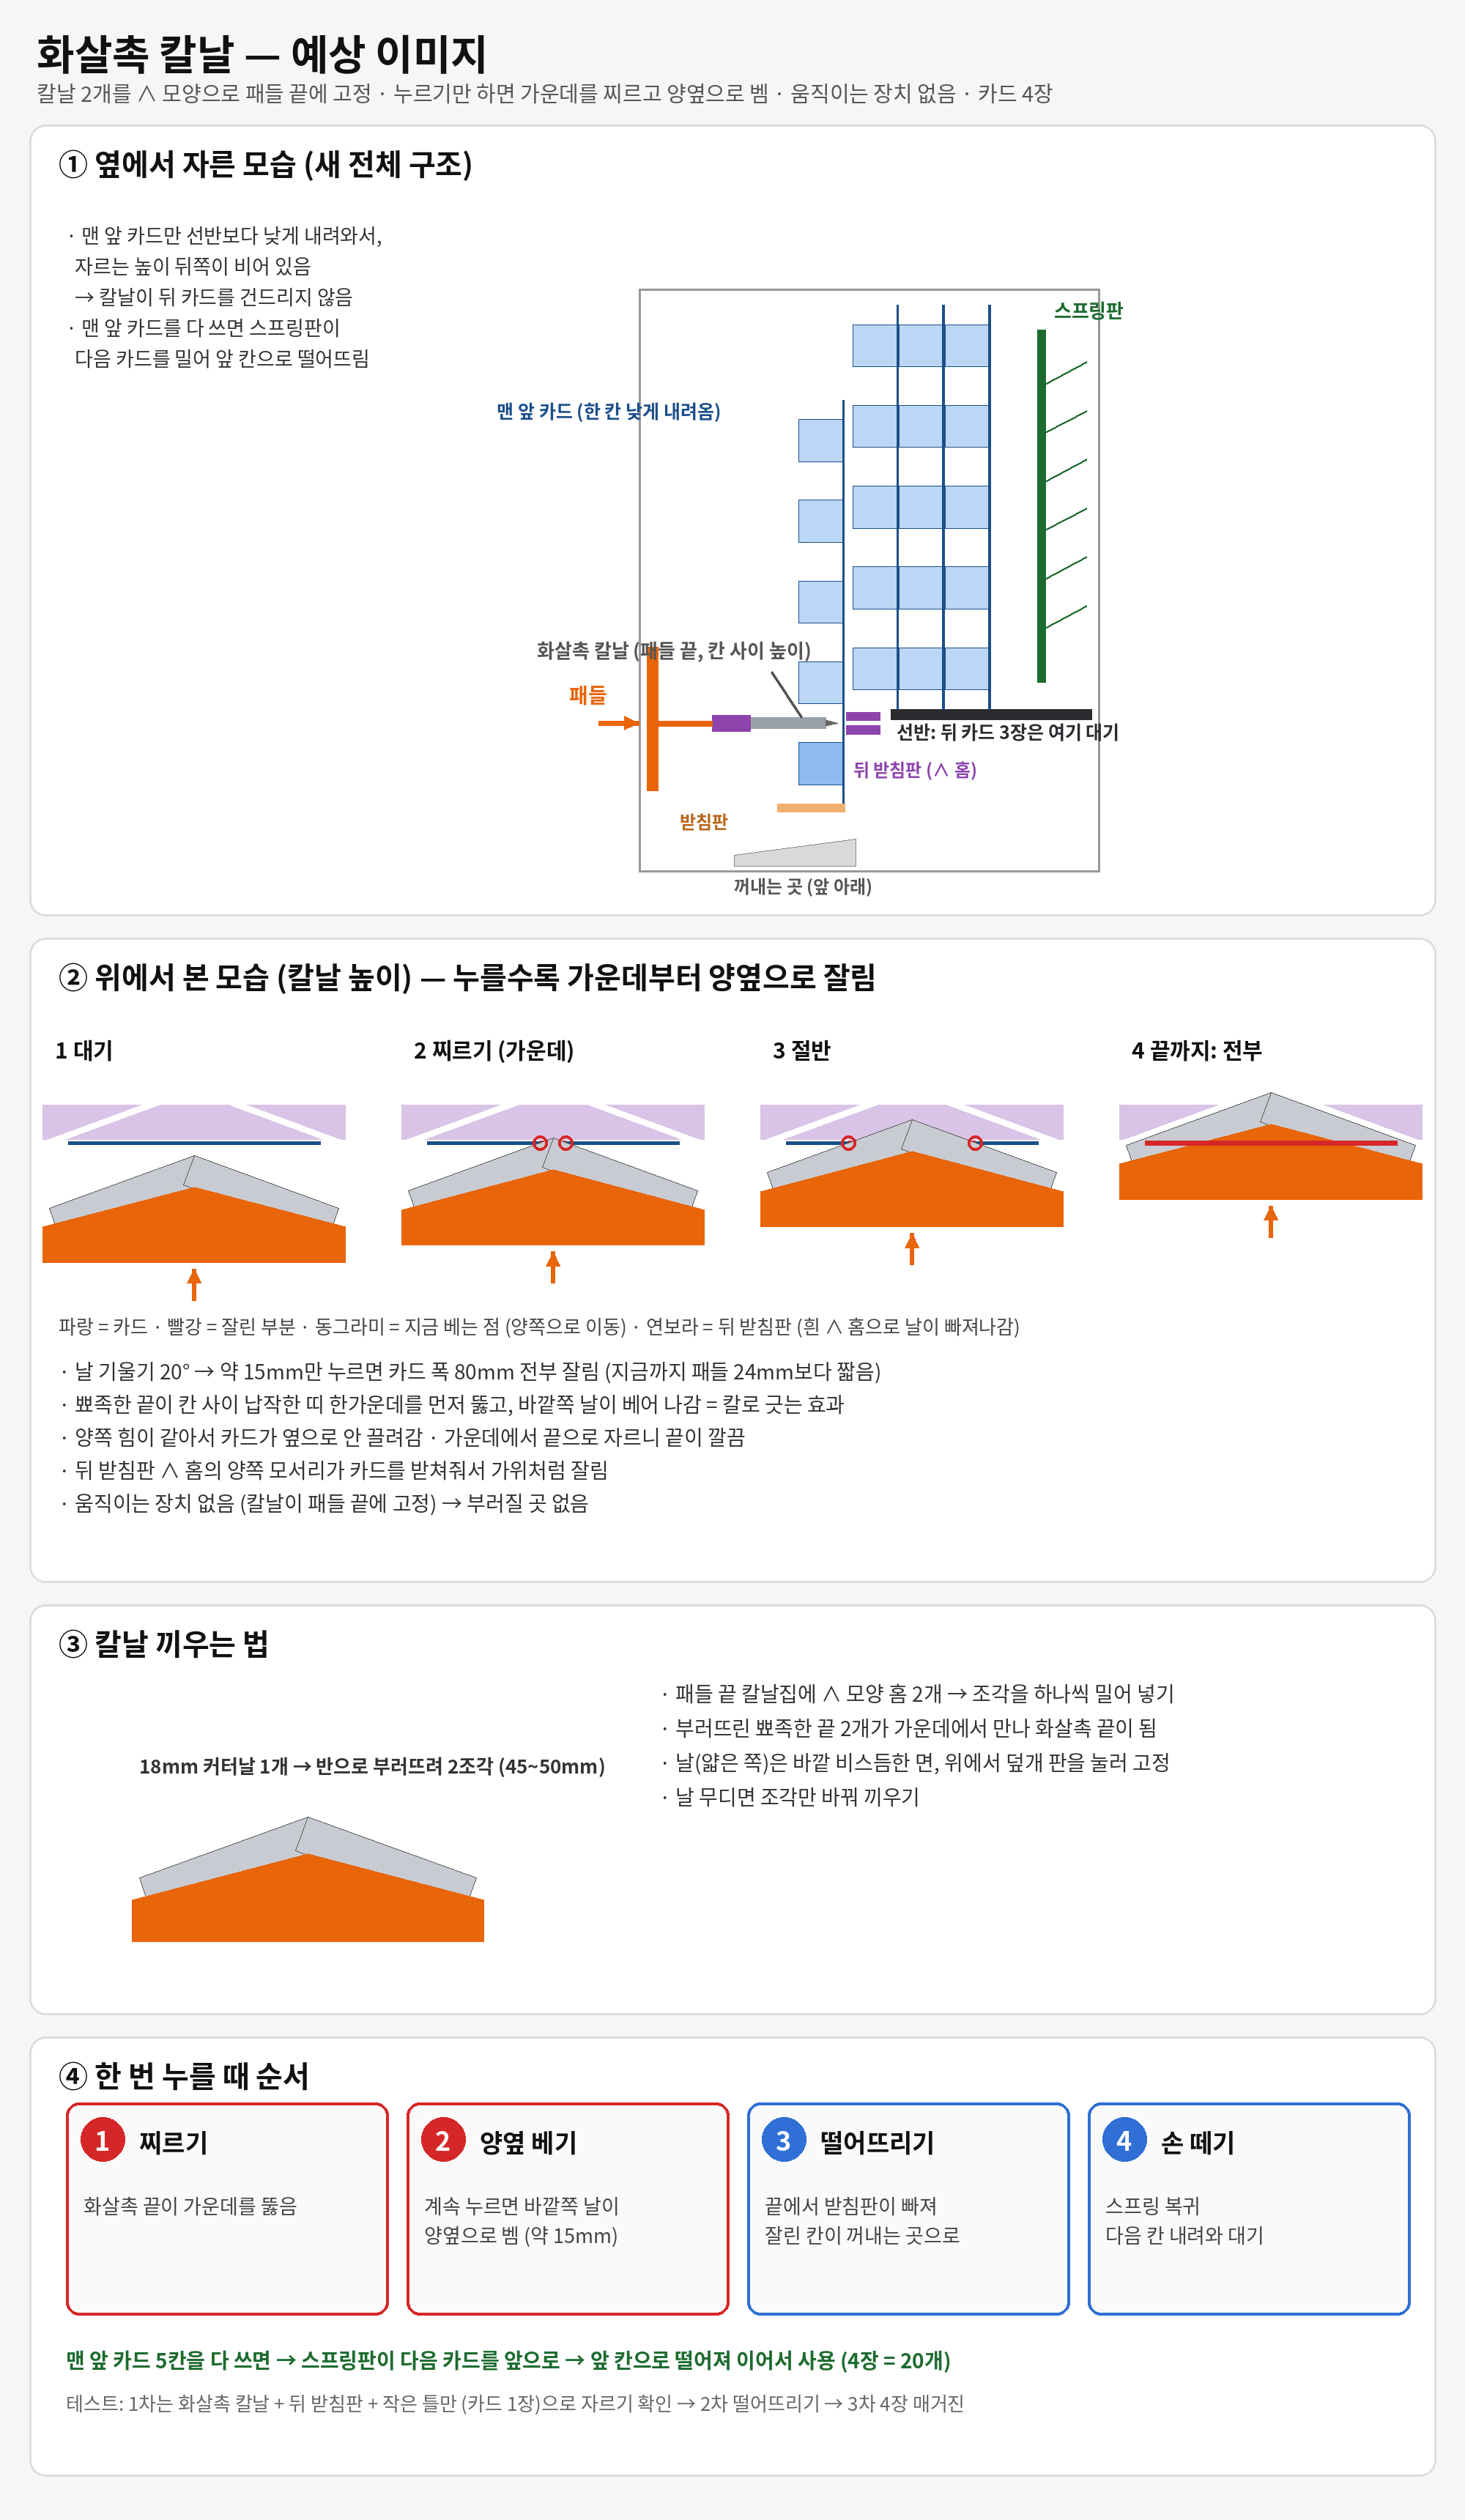 화살촉 칼날 — 예상 이미지
칼날 2개를 ∧ 모양으로 패들 끝에 고정 · 누르기만 하면 가운데를 찌르고 양옆으로 벰 · 움직이는 장치 없음 · 카드 4장
① 옆에서 자른 모습 (새 전체 구조)
· 맨 앞 카드만 선반보다 낮게 내려와서,
자르는 높이 뒤쪽이 비어 있음
→ 칼날이 뒤 카드를 건드리지 않음
· 맨 앞 카드를 다 쓰면 스프링판이
다음 카드를 밀어 앞 칸으로 떨어뜨림
스프링판
맨 앞 카드 (한 칸 낮게 내려옴)
화살촉 칼날 (패들 끝, 칸 사이 높이)
패들
선반: 뒤 카드 3장은 여기 대기
뒤 받침판 (∧ 홈)
받침판
꺼내는 곳 (앞 아래)
② 위에서 본 모습 (칼날 높이) — 누를수록 가운데부터 양옆으로 잘림
1 대기
2 찌르기 (가운데)
3 절반
4 끝까지: 전부
파랑 = 카드 · 빨강 = 잘린 부분 · 동그라미 = 지금 베는 점 (양쪽으로 이동) · 연보라 = 뒤 받침판 (흰 ∧ 홈으로 날이 빠져나감)
· 날 기울기 20° → 약 15mm만 누르면 카드 폭 80mm 전부 잘림 (지금까지 패들 24mm보다 짧음)
· 뾰족한 끝이 칸 사이 납작한 띠 한가운데를 먼저 뚫고, 바깥쪽 날이 베어 나감 = 칼로 긋는 효과
· 양쪽 힘이 같아서 카드가 옆으로 안 끌려감 · 가운데에서 끝으로 자르니 끝이 깔끔
· 뒤 받침판 ∧ 홈의 양쪽 모서리가 카드를 받쳐줘서 가위처럼 잘림
· 움직이는 장치 없음 (칼날이 패들 끝에 고정) → 부러질 곳 없음
③ 칼날 끼우는 법
18mm 커터날 1개 → 반으로 부러뜨려 2조각 (45~50mm)
· 패들 끝 칼날집에 ∧ 모양 홈 2개 → 조각을 하나씩 밀어 넣기
· 부러뜨린 뾰족한 끝 2개가 가운데에서 만나 화살촉 끝이 됨
· 날(얇은 쪽)은 바깥 비스듬한 면, 위에서 덮개 판을 눌러 고정
· 날 무디면 조각만 바꿔 끼우기
④ 한 번 누를 때 순서
1 찌르기
화살촉 끝이 가운데를 뚫음
2 양옆 베기
계속 누르면 바깥쪽 날이
양옆으로 벰 (약 15mm)
3 떨어뜨리기
끝에서 받침판이 빠져
잘린 칸이 꺼내는 곳으로
4 손 떼기
스프링 복귀
다음 칸 내려와 대기
맨 앞 카드 5칸을 다 쓰면 → 스프링판이 다음 카드를 앞으로 → 앞 칸으로 떨어져 이어서 사용 (4장 = 20개)
테스트: 1차는 화살촉 칼날 + 뒤 받침판 + 작은 틀만 (카드 1장)으로 자르기 확인 → 2차 떨어뜨리기 → 3차 4장 매거진